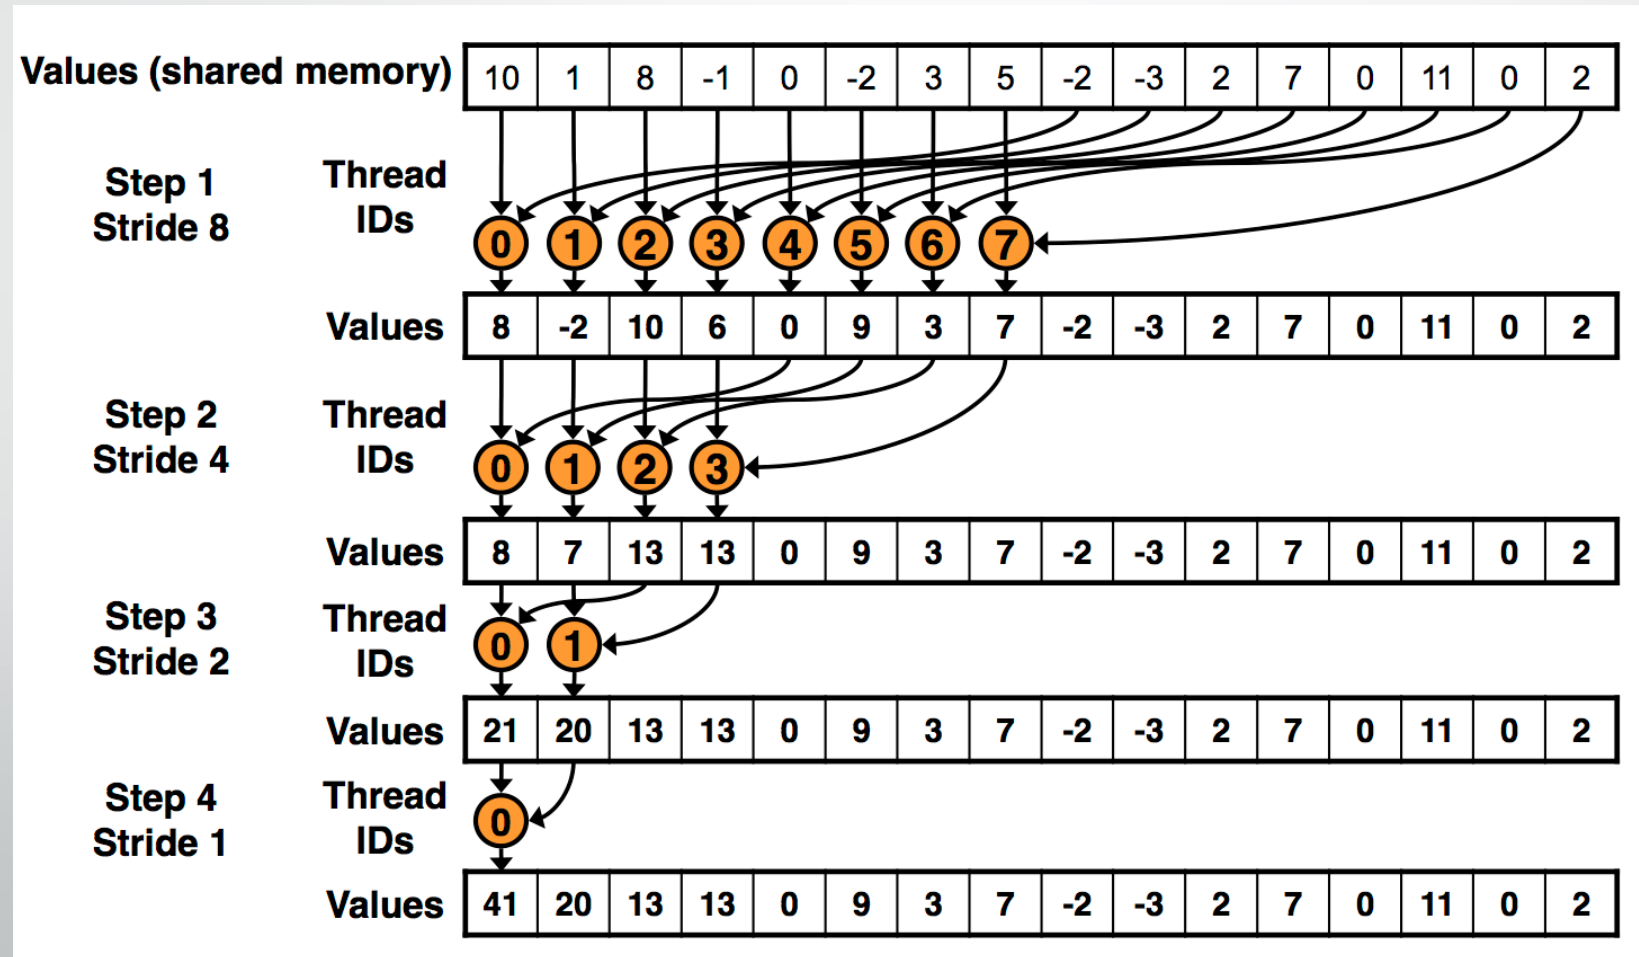 Values (shared memory) 10 1 8 -1 0 -2 3 5 -2 -3 2 7 0 11 0 2
Step 1 Thread
Stride 8 IDs
0 1 2 3 4 5 6 7
Values 8 -2 10 6 0 9 3 7 -2 -3 2 7 0 11 0 2
Step 2 Thread
Stride 4 IDs
0 1 2 3
Values 8 7 13 13 0 9 3 7 -2 -3 2 7 0 11 0 2
Step 3 Thread
Stride 2 IDs
0 1
Values 21 20 13 13 0 9 3 7 -2 -3 2 7 0 11 0 2
Step 4 Thread
Stride 1 IDs
0
Values 41 20 13 13 0 9 3 7 -2 -3 2 7 0 11 0 2